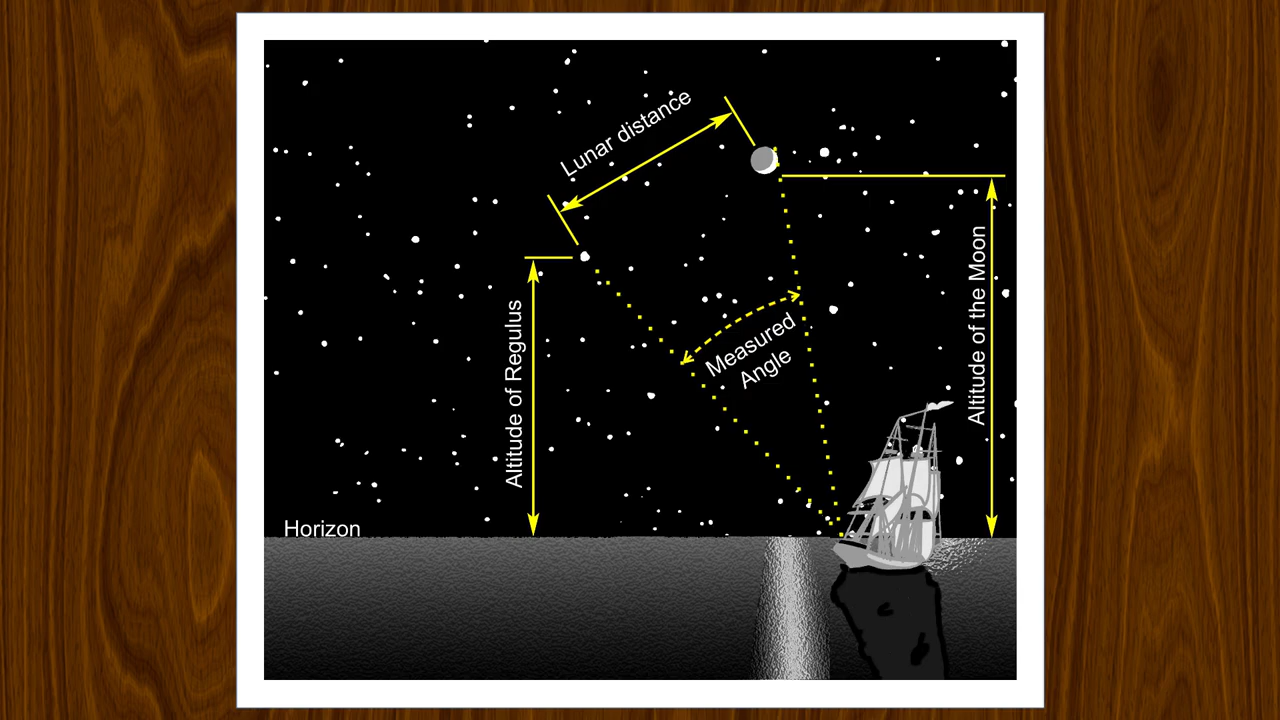 Lunar distance
Altitude of Regulus
Measured
Angle
Altitude of the Moon
Horizon